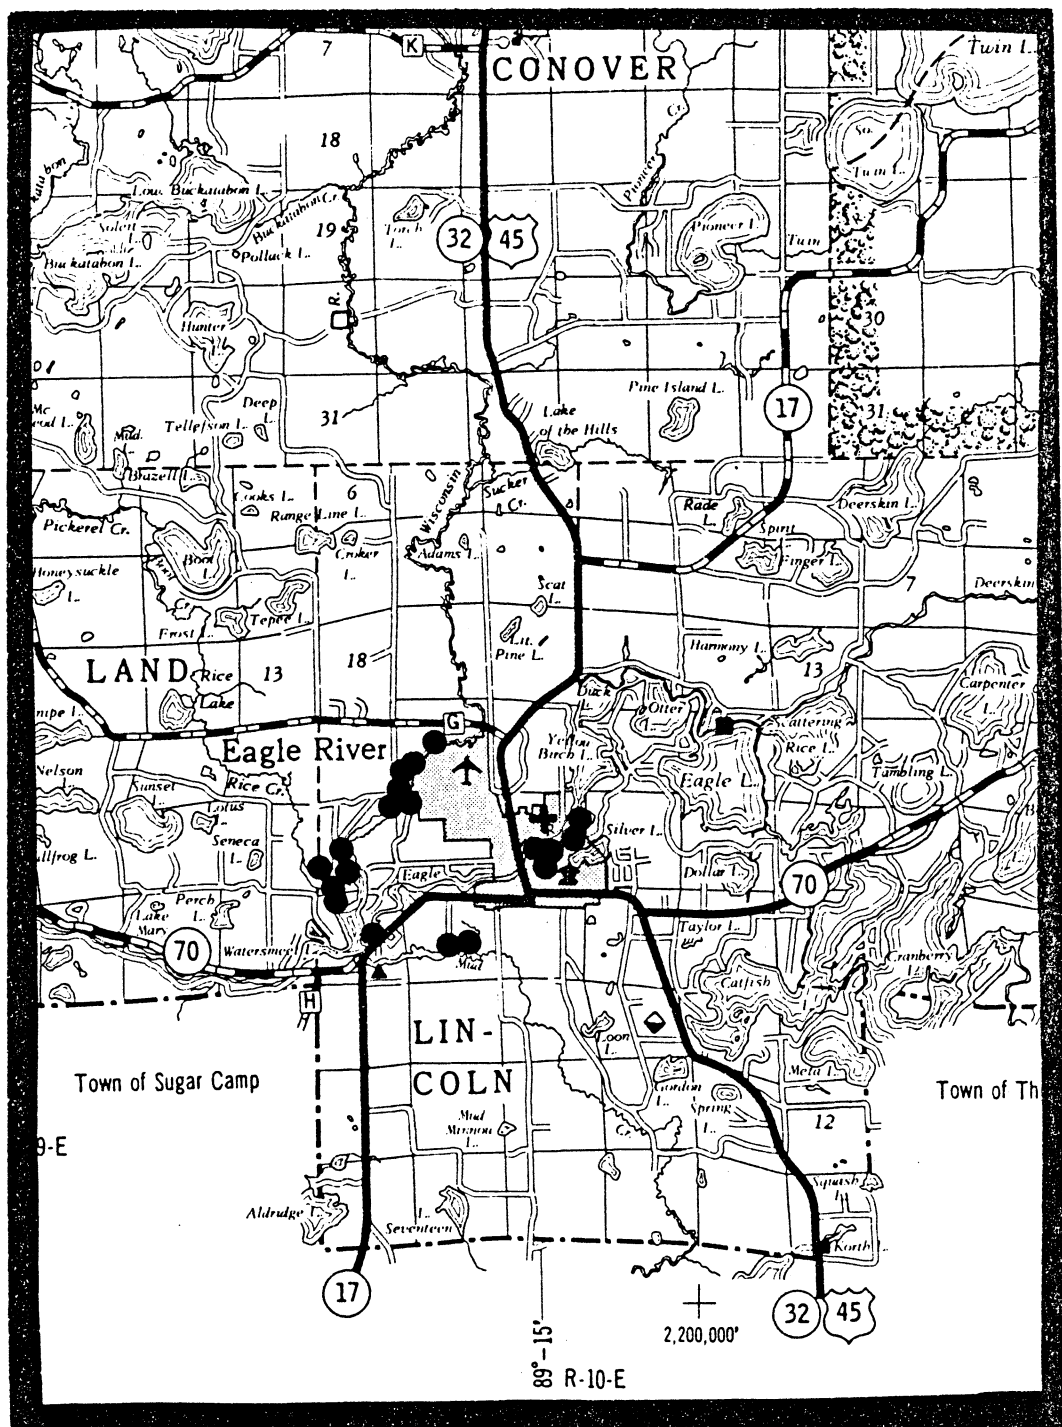 7
K
CONOVER
Twin L.
So.
Twin L.
18
Pioneer Cr.
Low. Buckatabon L.
Buckatabon Cr.
19
Torch
L.
32
45
Pioneer L.
Twin
Buckatabon L.
Pollack L.
R.
Hunter
30
Pine Island L.
Deep
L.
31
Lake
of the Hills
17
31
Mud.
Tellefson L.
Brazell L.
6
Range Line L.
Wisconsin
Sucker
Cr.
Rade
L.
Deerskin L.
Pickerel Cr.
Spirit
Croker
L.
Adams L.
Finger L.
Boot
L.
Boot
Cr.
Honeysuckle
L.
Scat
L.
7
Deerskin
Tepee L.
Frost L.
Lit.
Pine L.
Harmony L.
LAND
Rice
Lake
13
18
13
Carpenter
L.
Duck
L.
Otter
G
Scattering
Rice L.
Eagle River
Yellow
Birch L.
Nelson
Rice Cr.
Eagle L.
Tambling L.
Sunset
L.
Lotus
L.
Seneca
L.
Silver L.
Eagle
Dollar L.
70
Perch
L.
Lake
Mary
Taylor L.
70
Watersmeet L.
Mud
Cranberry
L.
Catfish
H
LIN-
COLN
Loon
L.
Town of Sugar Camp
Meta L.
Gordon
L.
Town of Th
Spring
L.
Mud
Minnow
L.
Cr.
12
9-E
Squash
L.
Aldridge L.
L.
Seventeen
Korth L.
17
32
45
2,200,000'
89°-15'
R-10-E